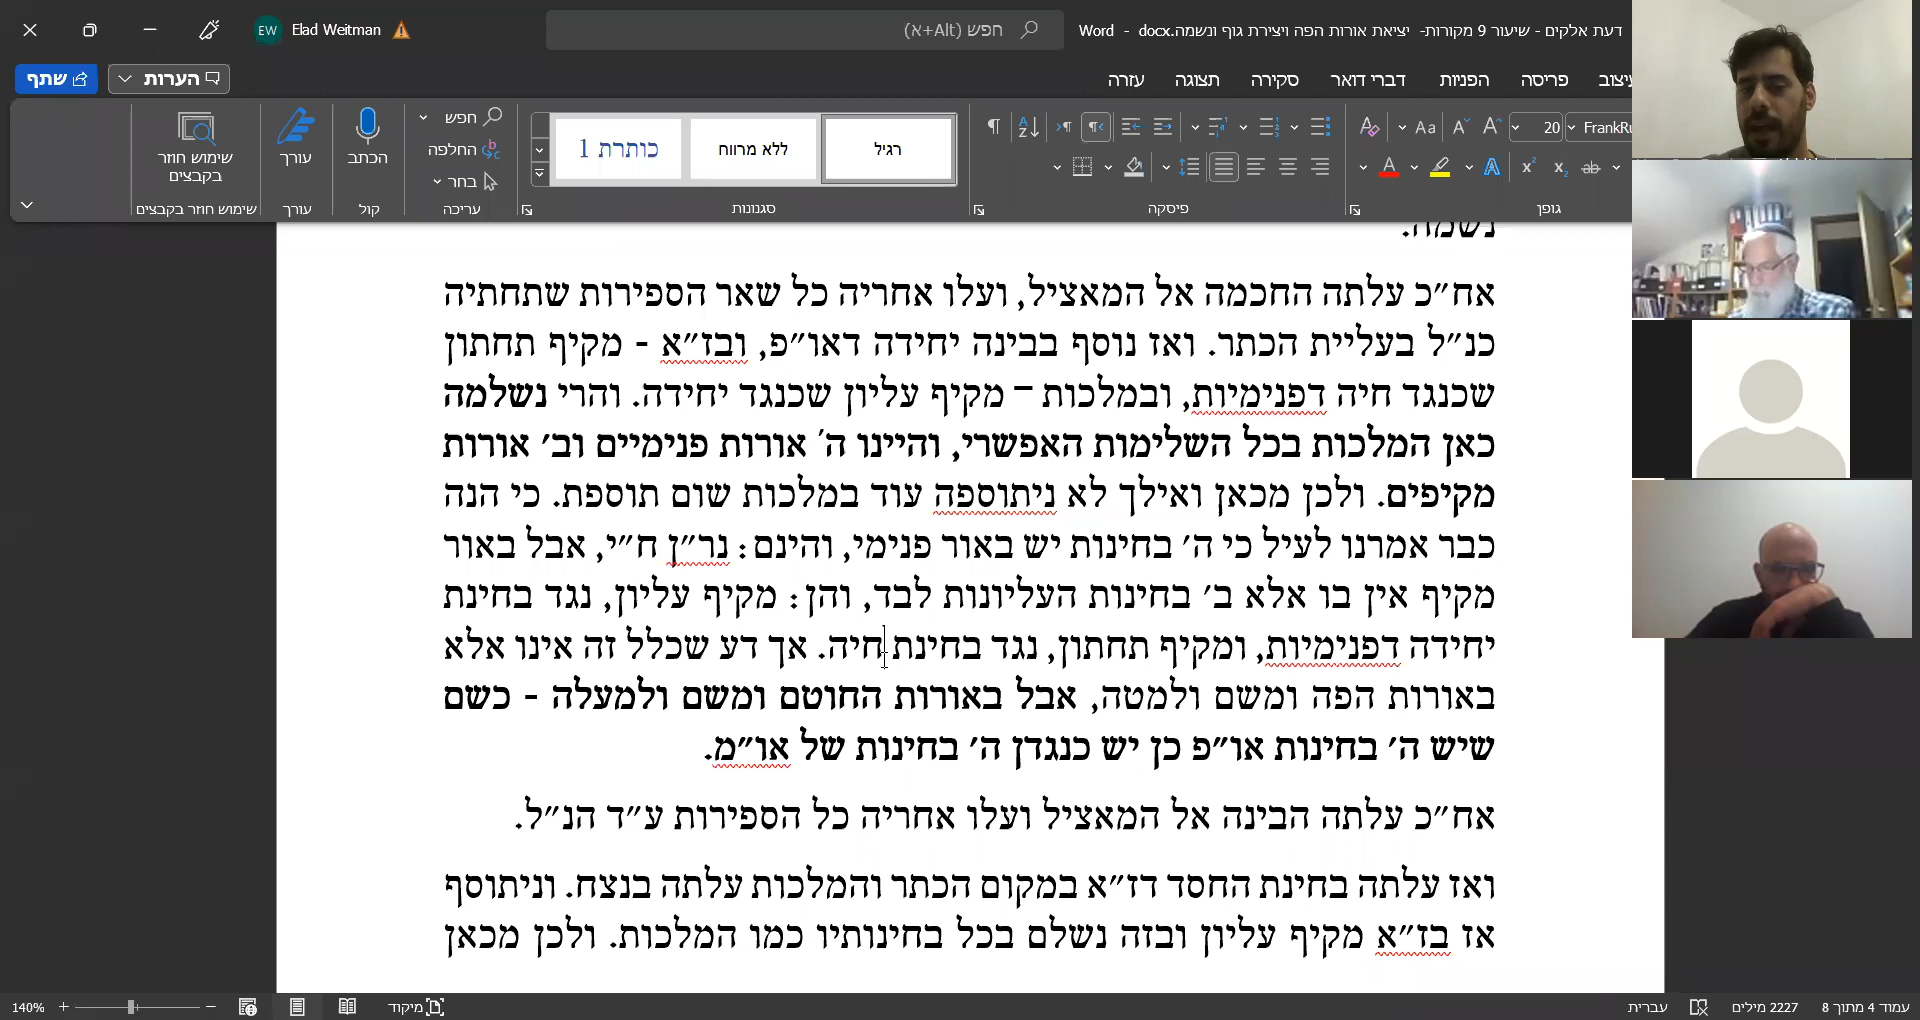 דעת אלקים - שיעור 9 מקורות- יציאת אורות הפה ויצירת גוף ונשמה.docx - Word
חפש (Alt+א)
Elad Weitman
EW
עיצוב
פריסה
הפניות
דברי דואר
סקירה
תצוגה
עזרה
הערות
שתף
FrankRu
20
Aa
גופן
פיסקה
רגיל
ללא מרווח
כותרת 1
סגנונות
חפש
החלפה
בחר
עריכה
הכתב
קול
עורך
עורך
שימוש חוזר
בקבצים
שימוש חוזר בקבצים
נשמה.
אח״כ עלתה החכמה אל המאציל, ועלו אחריה כל שאר הספירות שתחתיה
כנ״ל בעליית הכתר. ואז נוסף בבינה יחידה דאו״פ, ובז״א - מקיף תחתון
שכנגד חיה דפנימיות, ובמלכות – מקיף עליון שכנגד יחידה. והרי נשלמה
כאן המלכות בכל השלימות האפשרי, והיינו ה׳ אורות פנימיים וב׳ אורות
מקיפים. ולכן מכאן ואילך לא ניתוספה עוד במלכות שום תוספת. כי הנה
כבר אמרנו לעיל כי ה׳ בחינות יש באור פנימי, והינם: נר״ן ח״י, אבל באור
מקיף אין בו אלא ב׳ בחינות העליונות לבד, והן: מקיף עליון, נגד בחינת
יחידה דפנימיות, ומקיף תחתון, נגד בחינת חיה. אך דע שכלל זה אינו אלא
באורות הפה ומשם ולמטה, אבל באורות החוטם ומשם ולמעלה - כשם
שיש ה׳ בחינות או״פ כן יש כנגדן ה׳ בחינות של או״מ.
אח״כ עלתה הבינה אל המאציל ועלו אחריה כל הספירות ע״ד הנ״ל.
ואז עלתה בחינת החסד דז״א במקום הכתר והמלכות עלתה בנצח. וניתוסף
אז בז״א מקיף עליון ובזה נשלם בכל בחינותיו כמו המלכות. ולכן מכאן
עמוד 4 מתוך 8
2227 מילים
עברית
מיקוד
140%